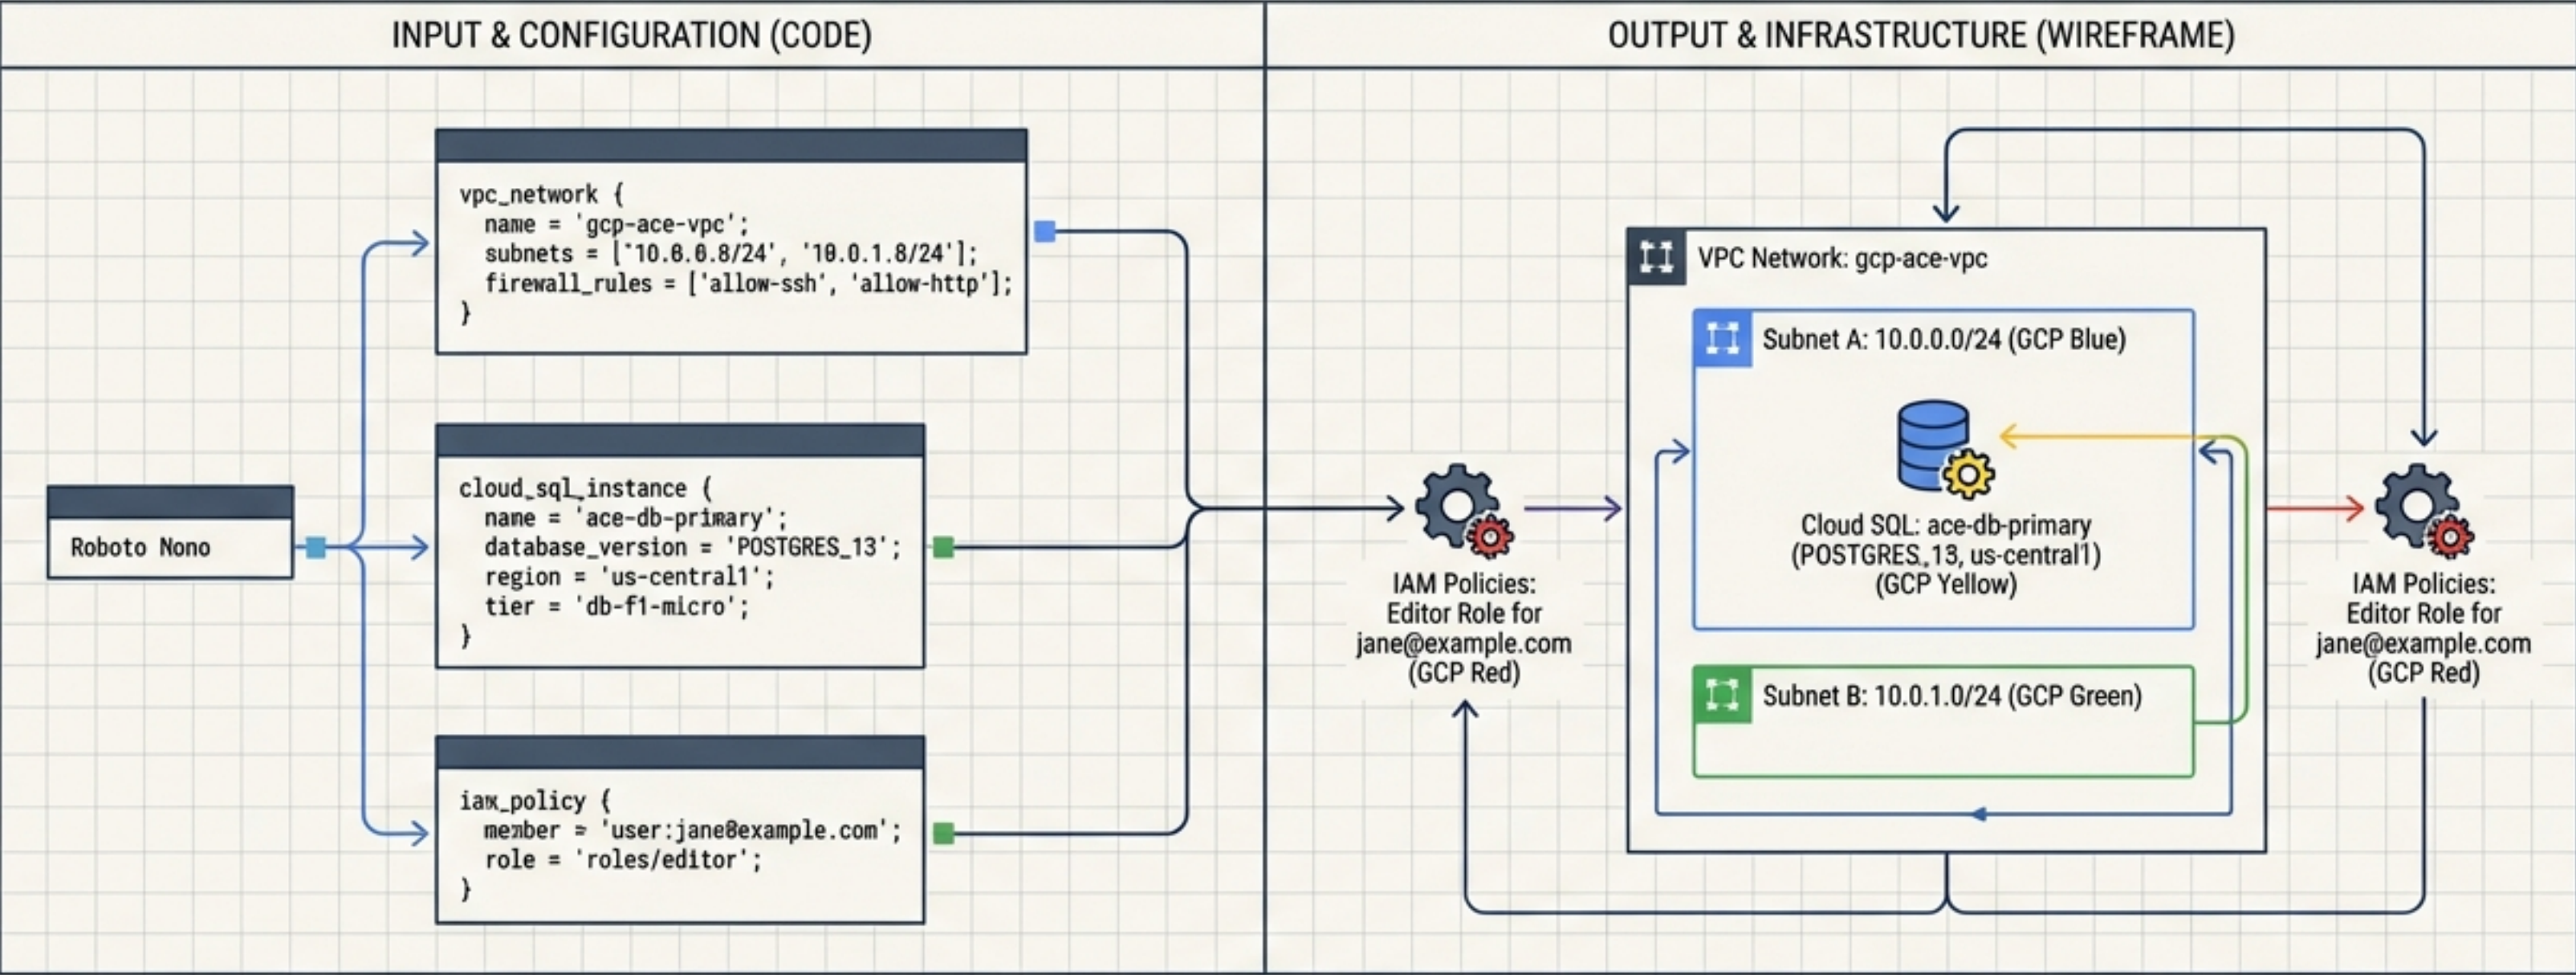 INPUT & CONFIGURATION (CODE)
OUTPUT & INFRASTRUCTURE (WIREFRAME)
Roboto Nono
vpc_network {
name = 'gcp-ace-vpc';
subnets = ['10.0.0.8/24', '10.0.1.8/24'];
firewall_rules = ['allow-ssh', 'allow-http'];
}
cloud_sql_instance (
name = 'ace-db-primary';
database_version = 'POSTGRES_13';
region = 'us-central1';
tier = 'db-f1-micro';
}
iam_policy {
member = 'user:jane@example.com';
role = 'roles/editor';
}
IAM Policies:
Editor Role for
jane@example.com
(GCP Red)
VPC Network: gcp-ace-vpc
Subnet A: 10.0.0.0/24 (GCP Blue)
Cloud SQL: ace-db-primary
(POSTGRES_13, us-central1)
(GCP Yellow)
Subnet B: 10.0.1.0/24 (GCP Green)
IAM Policies:
Editor Role for
jane@example.com
(GCP Red)